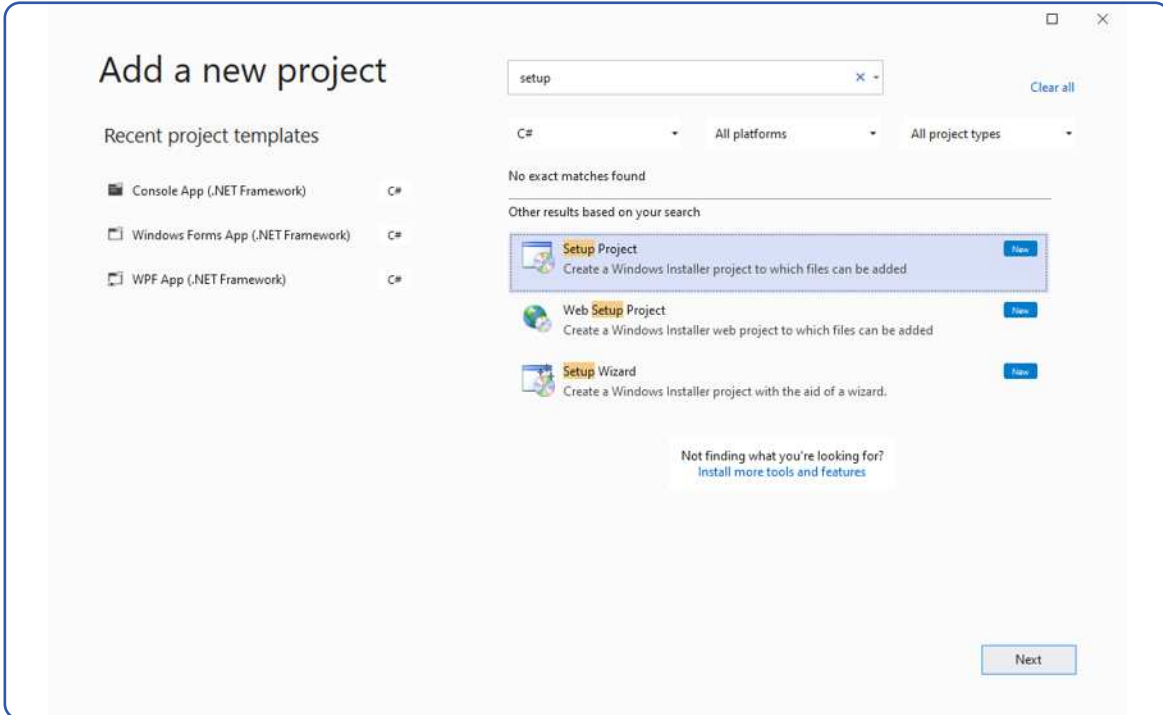 Add a new project
Recent project templates
Console App (.NET Framework) C#
Windows Forms App (.NET Framework) C#
WPF App (.NET Framework) C#
setup
Clear all
C# All platforms All project types
No exact matches found
Other results based on your search
Setup Project New
Create a Windows Installer project to which files can be added
Web Setup Project New
Create a Windows Installer web project to which files can be added
Setup Wizard New
Create a Windows Installer project with the aid of a wizard.
Not finding what you're looking for?
Install more tools and features
Next